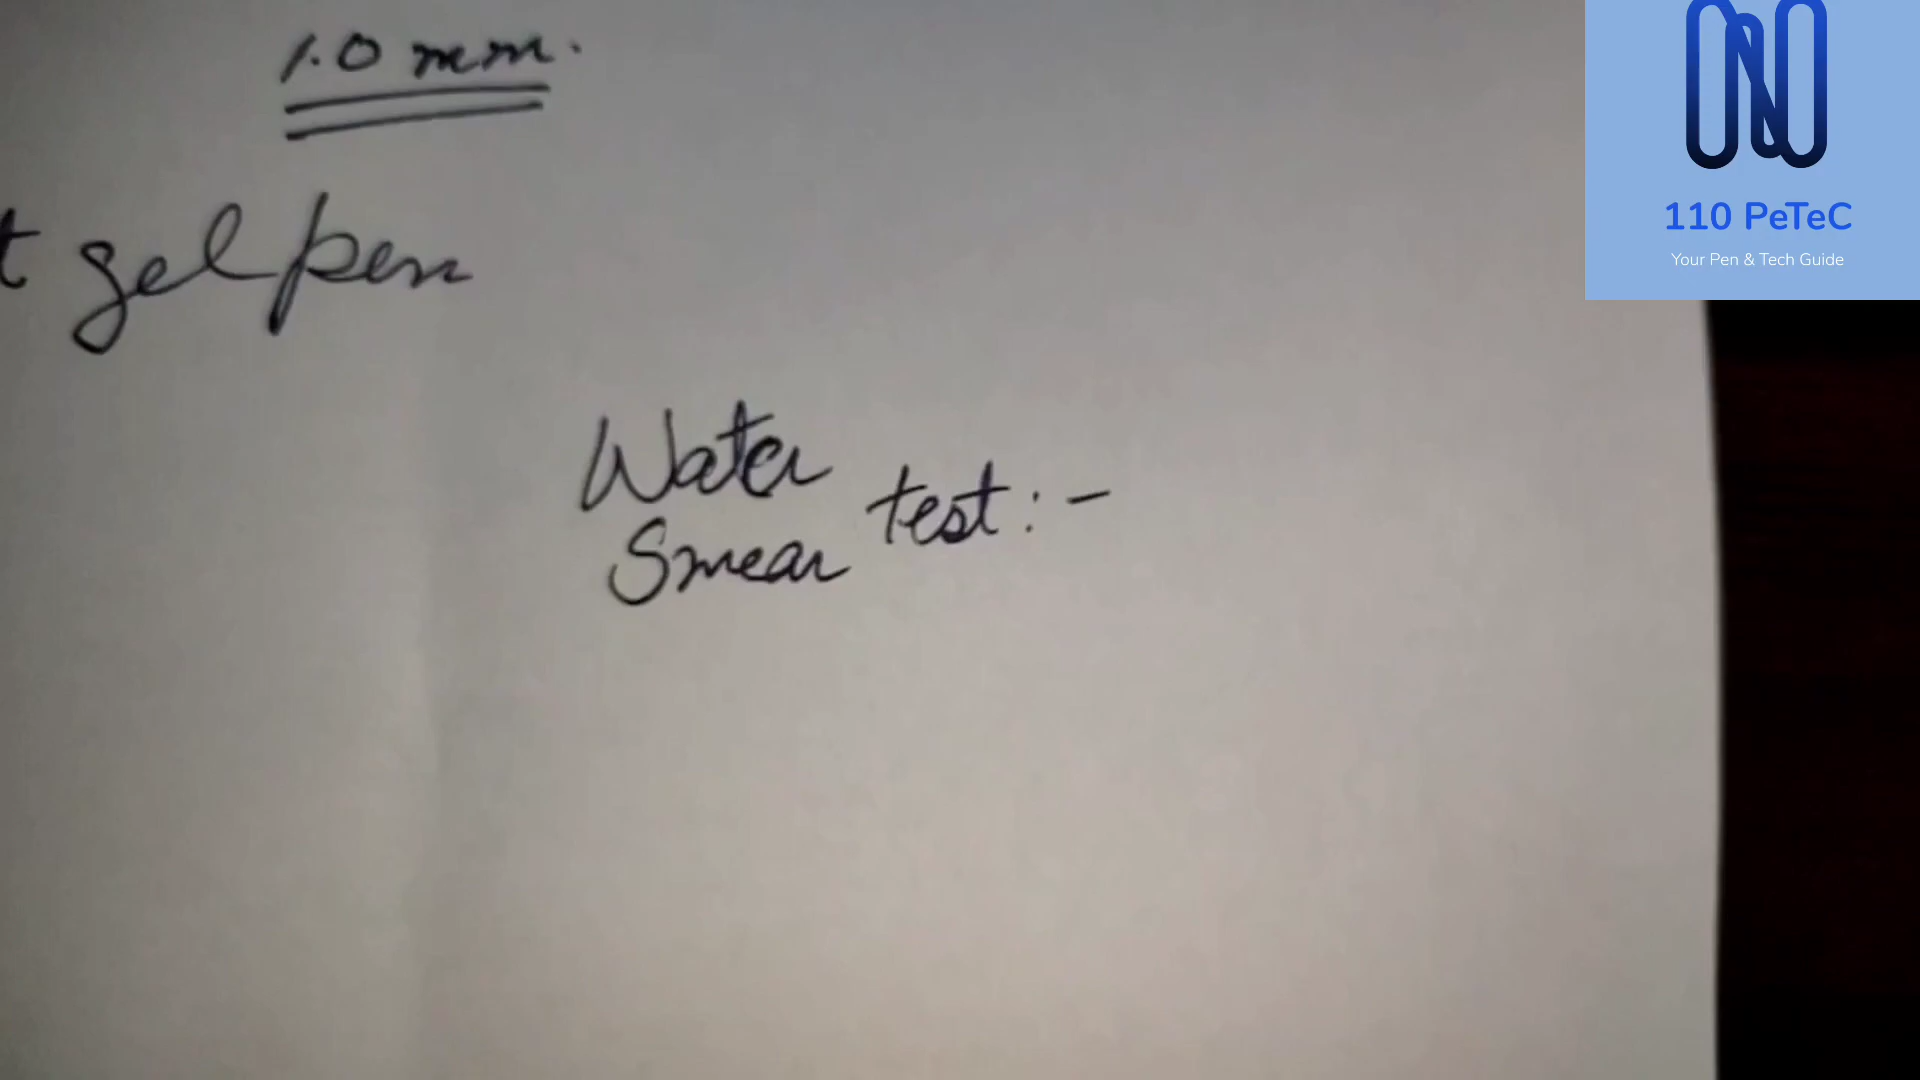 1.0 mm.
t gel pen
Water
Smear test:-
110 PeTeC
Your Pen & Tech Guide